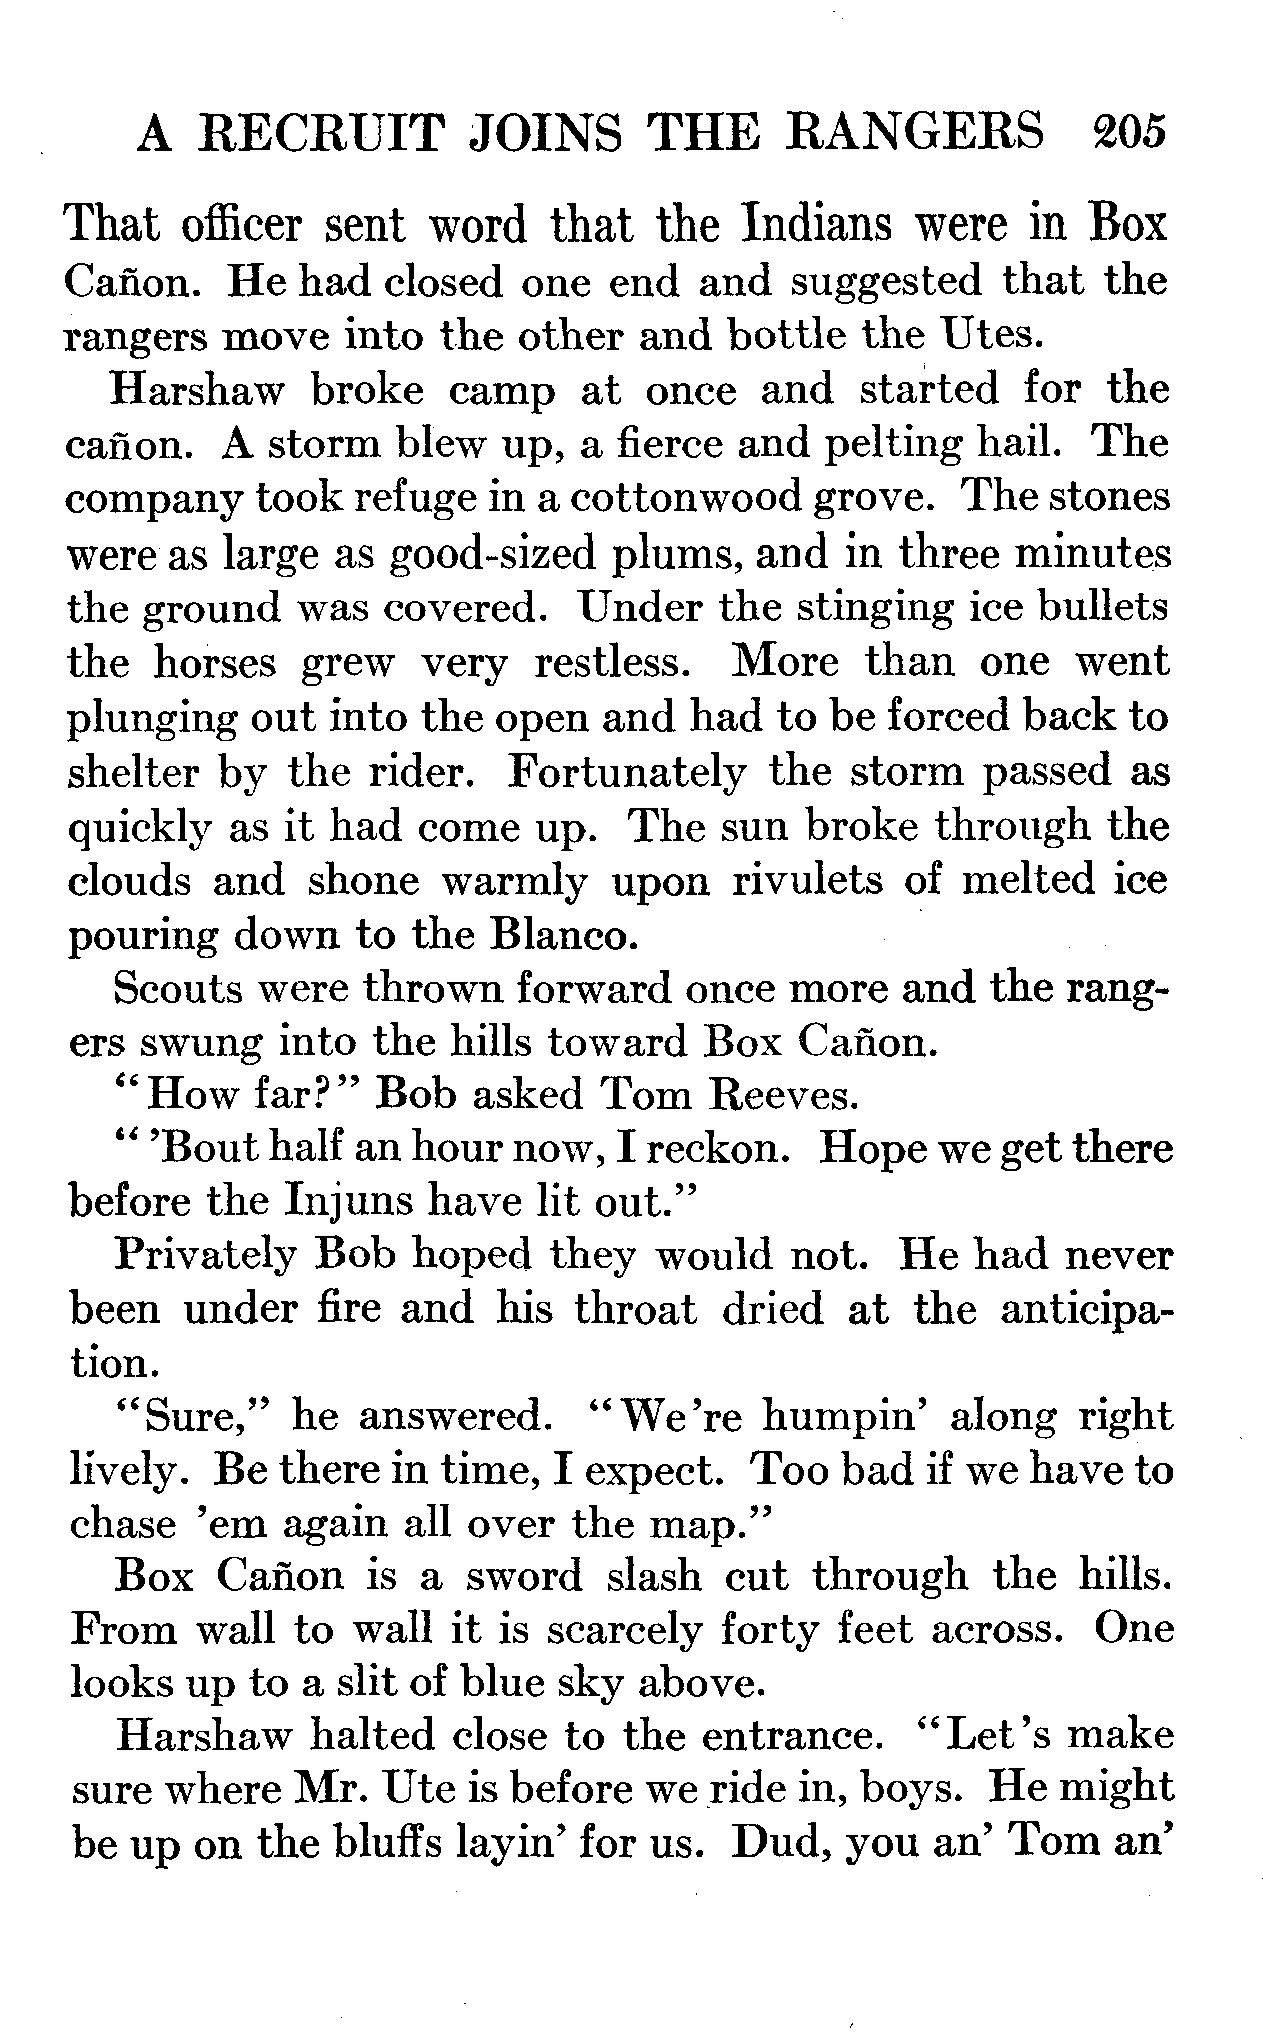 A RECRUIT JOINS THE RANGERS 205
That officer sent word that the Indians were in Box
Cañon. He had closed one end and suggested that the
rangers move into the other and bottle the Utes.
Harshaw broke camp at once and started for the
cañon. A storm blew up, a fierce and pelting hail. The
company took refuge in a cottonwood grove. The stones
were as large as good-sized plums, and in three minutes
the ground was covered. Under the stinging ice bullets
the horses grew very restless. More than one went
plunging out into the open and had to be forced back to
shelter by the rider. Fortunately the storm passed as
quickly as it had come up. The sun broke through the
clouds and shone warmly upon rivulets of melted ice
pouring down to the Blanco.
Scouts were thrown forward once more and the rang-
ers swung into the hills toward Box Cañon.
“How far?” Bob asked Tom Reeves.
“’Bout half an hour now, I reckon. Hope we get there
before the Injuns have lit out.”
Privately Bob hoped they would not. He had never
been under fire and his throat dried at the anticipa-
tion.
“Sure,” he answered. “We’re humpin’ along right
lively. Be there in time, I expect. Too bad if we have to
chase ’em again all over the map.”
Box Cañon is a sword slash cut through the hills.
From wall to wall it is scarcely forty feet across. One
looks up to a slit of blue sky above.
Harshaw halted close to the entrance. “Let’s make
sure where Mr. Ute is before we ride in, boys. He might
be up on the bluffs layin’ for us. Dud, you an’ Tom an’